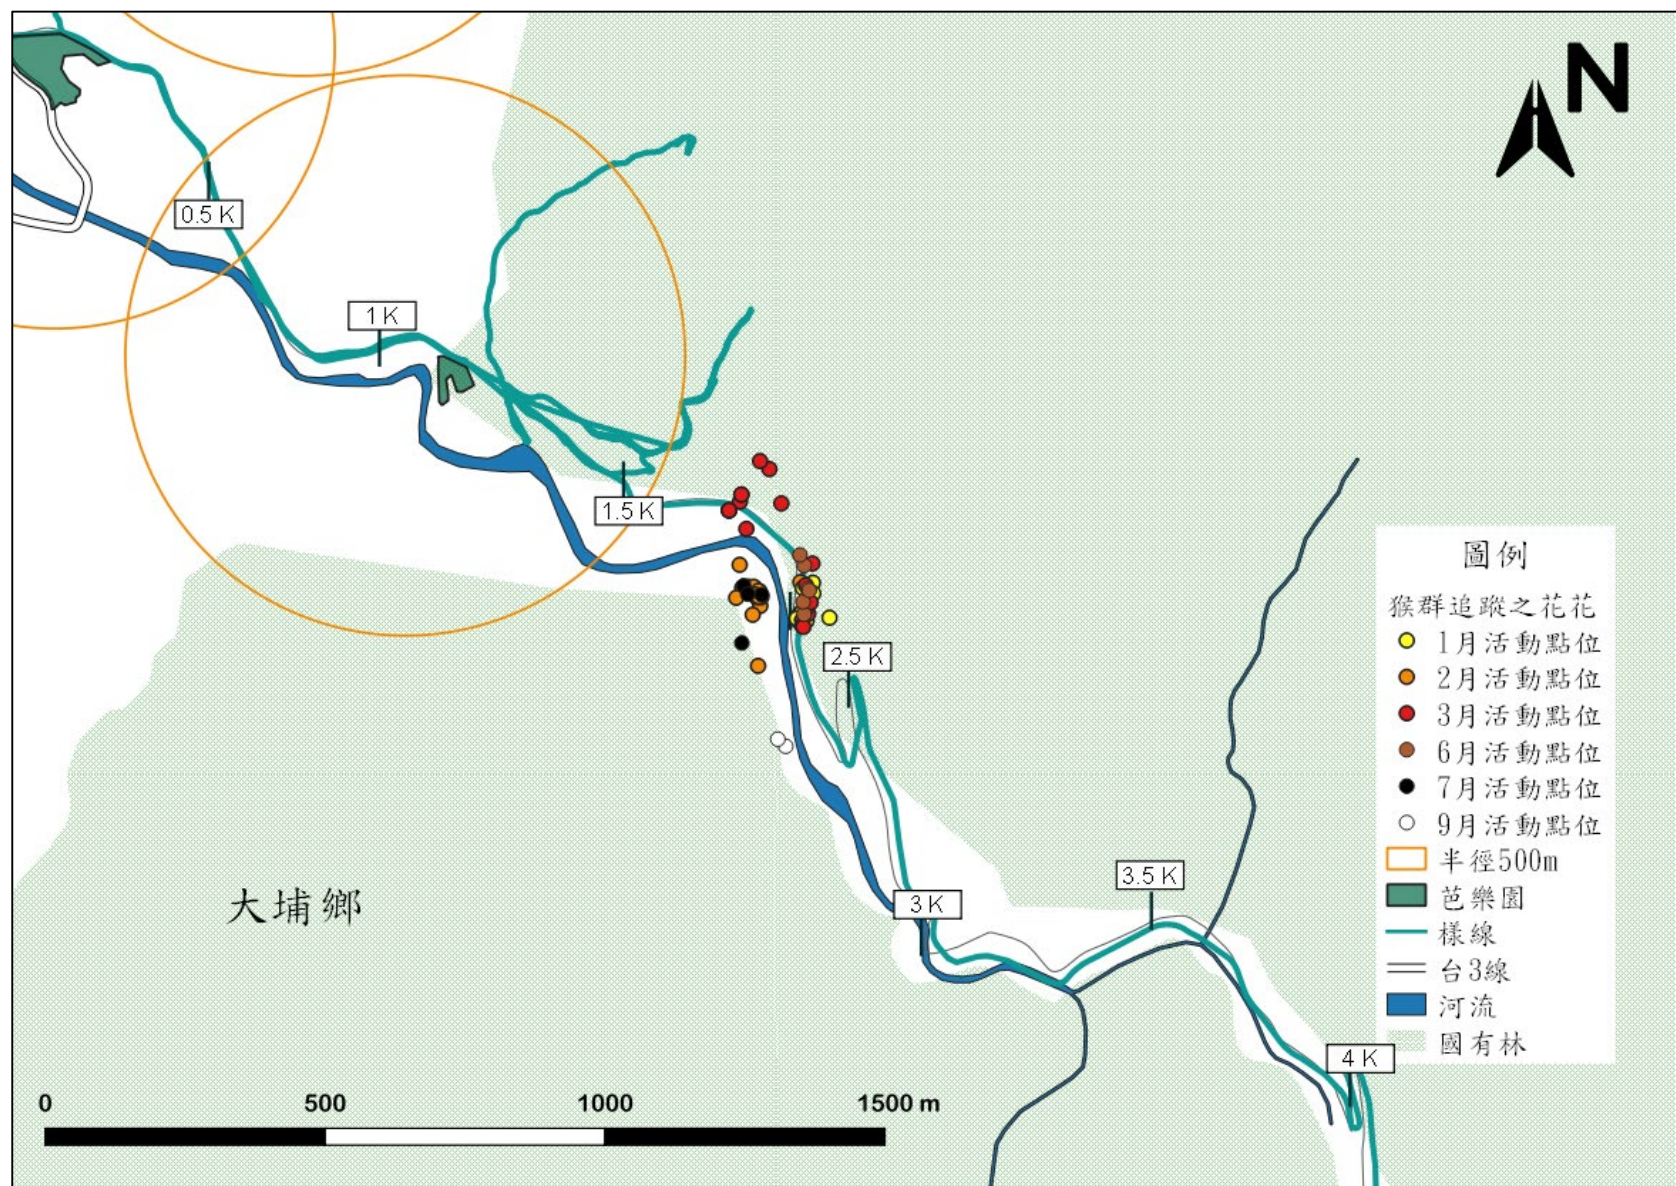 N
0.5 K
1 K
1.5 K
2.5 K
3 K
3.5 K
4 K
大埔鄉
圖例
猴群追蹤之花花
1月活動點位
2月活動點位
3月活動點位
6月活動點位
7月活動點位
9月活動點位
半徑500m
芭樂園
樣線
台3線
河流
國有林
0 500 1000 1500 m